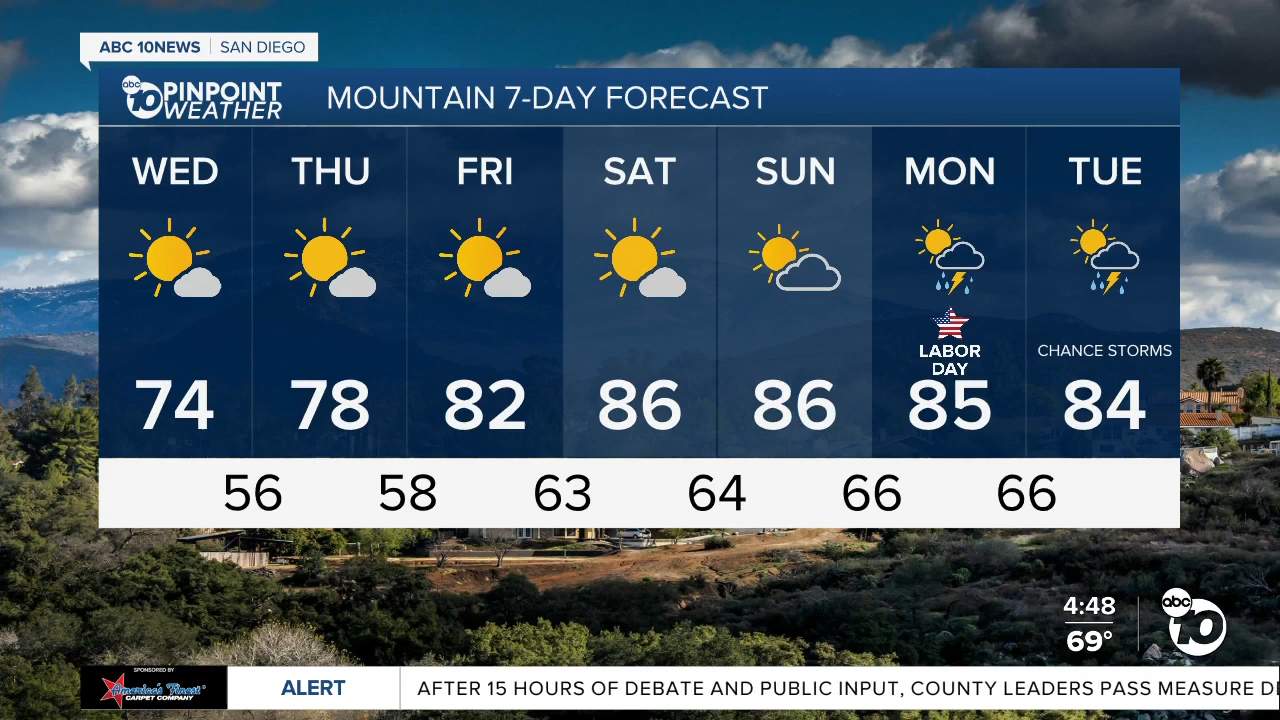 ABC 10NEWS | SAN DIEGO
abc 10 PINPOINT WEATHER
MOUNTAIN 7-DAY FORECAST
WED THU FRI SAT SUN MON TUE
LABOR DAY
CHANCE STORMS
74 78 82 86 86 85 84
56 58 63 64 66 66
4:48
69°
abc 10
SPONSORED BY
America's Finest
CARPET COMPANY
ALERT
AFTER 15 HOURS OF DEBATE AND PUBLIC INPUT, COUNTY LEADERS PASS MEASURE